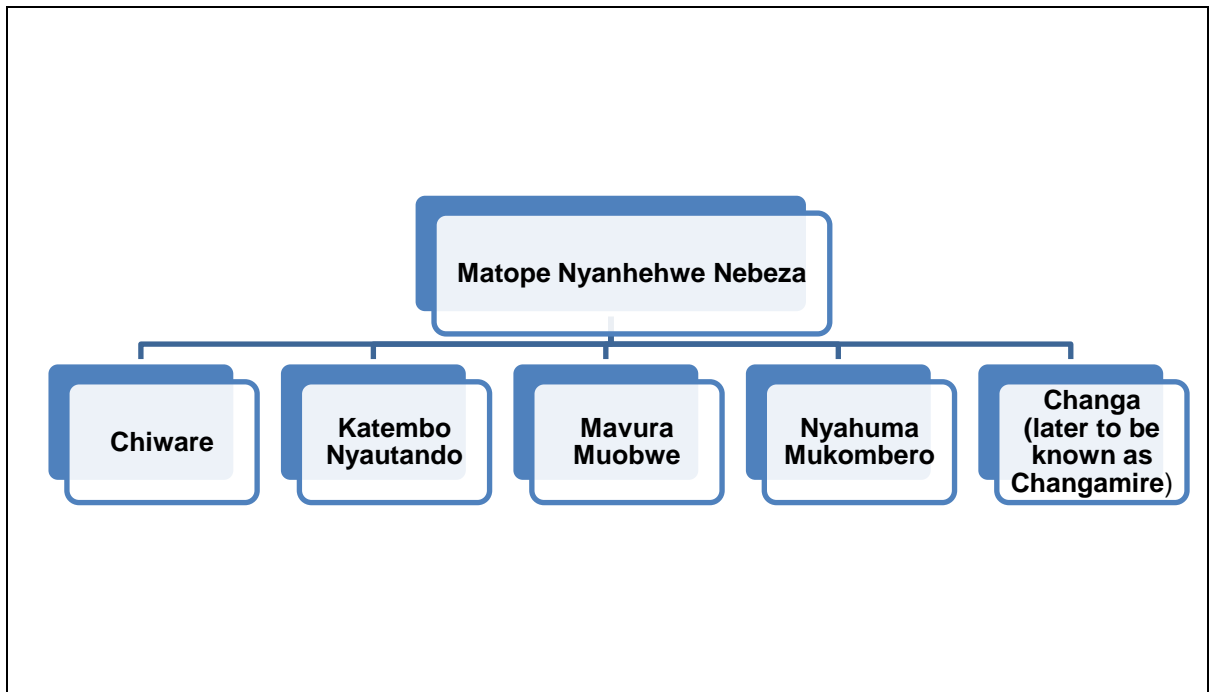 Matope Nyanhehwe Nebeza
Chiware
Katembo
Nyautando
Mavura
Muobwe
Nyahuma
Mukombero
Changa
(later to be
known as
Changamire)